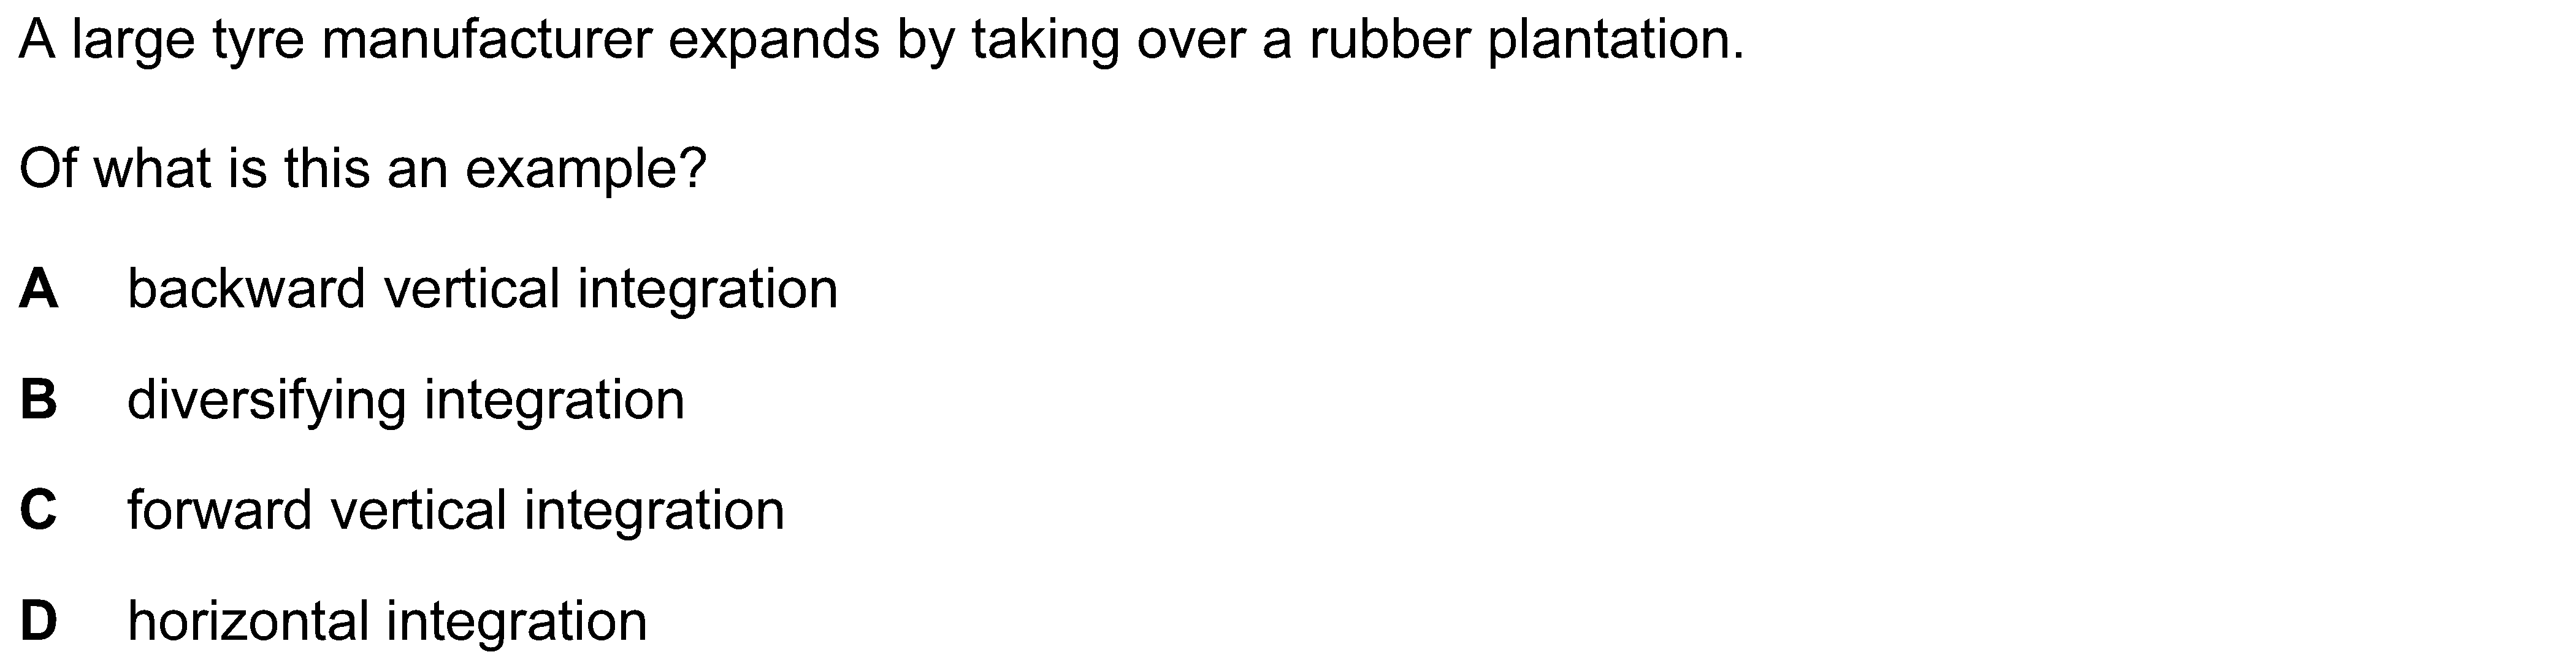 A large tyre manufacturer expands by taking over a rubber plantation.
Of what is this an example?
A backward vertical integration
B diversifying integration
C forward vertical integration
D horizontal integration